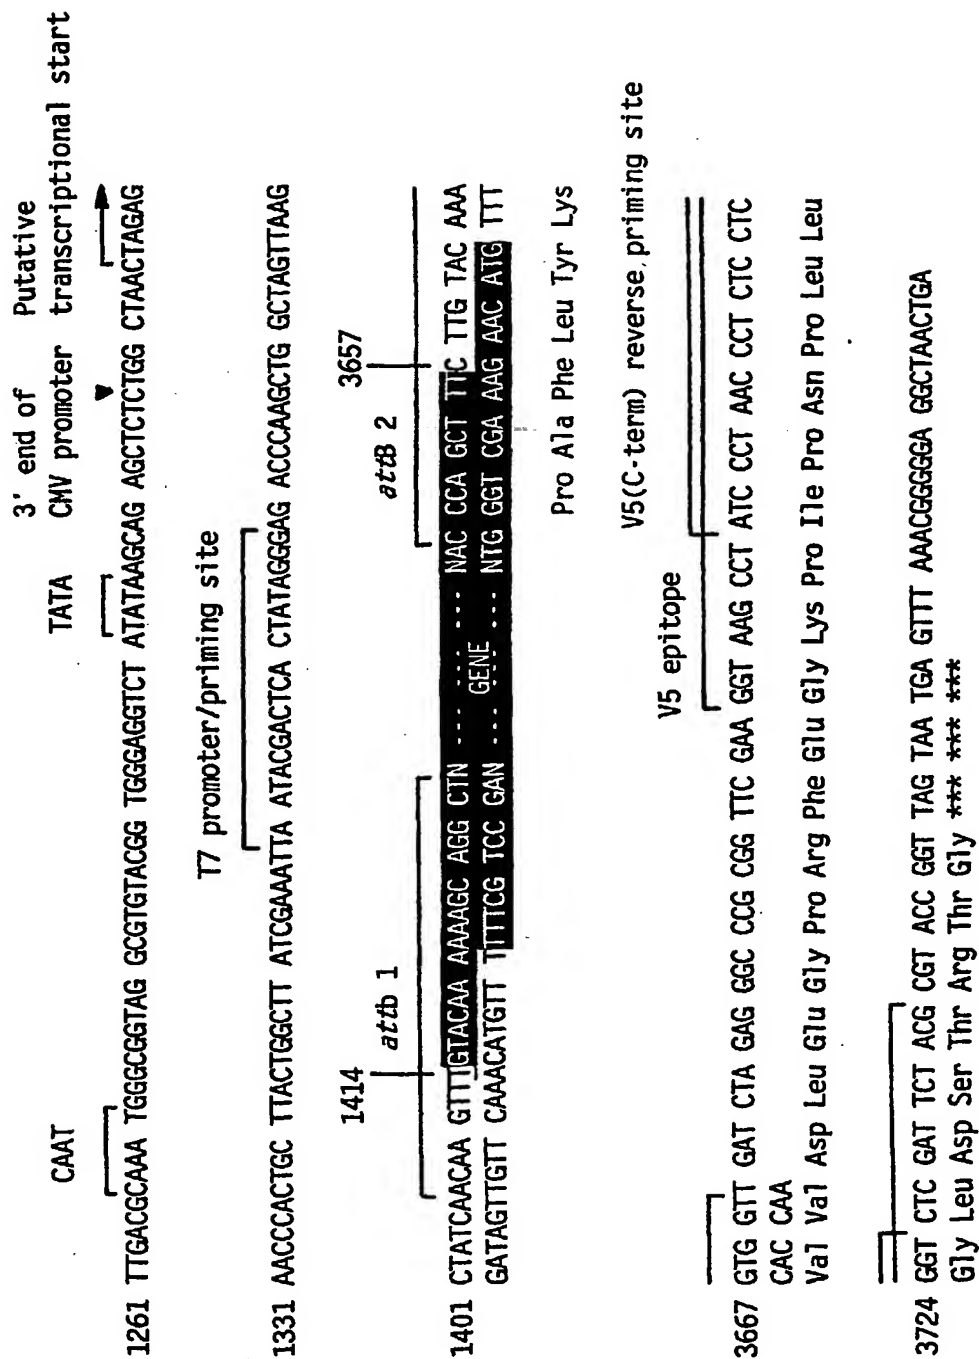 3' end of Putative
CAAT TATA CMV promoter transcriptional start
1261 TTGACGCAAA TGGGCGGTAG GCGTGTACGG TGGGAGGTCT ATATAAGCAG AGCTCTCTGG CTAACTAGAG
T7 promoter/priming site
1331 AACCCACTGC TTACTGGCTT ATCGAAATTA ATACGACTCA CTATAGGGAG ACCCAAGCTG GCTAGTTAAG
1414 3657
attb 1 attB 2
1401 CTATCAACAA GTTTGTACAA AAAAGC AGG CTN ... ... ... NAC CCA GCT TTC TTG TAC AAA
GENE
GATAGTTGTT CAAACATGTT TTTTCG TCC GAN ... ... ... NTG GGT CGA AAG AAC ATG TTT
Pro Ala Phe Leu Tyr Lys
V5 epitope V5(C-term) reverse priming site
3667 GTG GTT GAT CTA GAG GGC CCG CGG TTC GAA GGT AAG CCT ATC CCT AAC CCT CTC CTC
CAC CAA
Val Val Asp Leu Glu Gly Pro Arg Phe Glu Gly Lys Pro Ile Pro Asn Pro Leu Leu
3724 GGT CTC GAT TCT ACG CGT ACC GGT TAG TAA TGA GTTT AAACGGGGGA GGCTAACTGA
Gly Leu Asp Ser Thr Arg Thr Gly *** *** ***